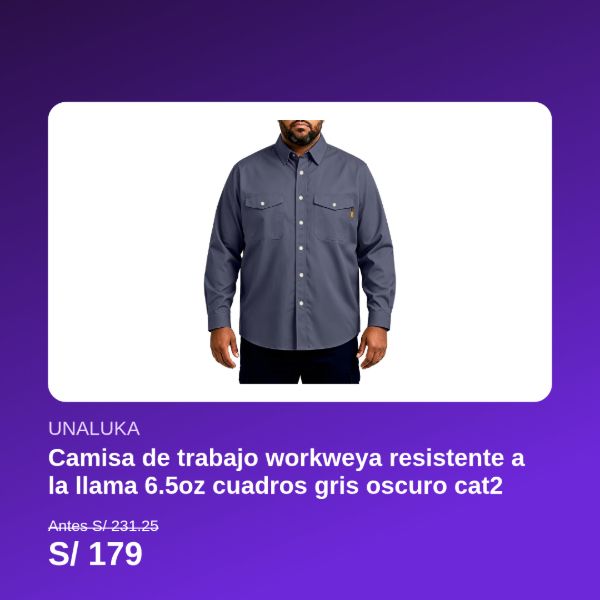 UNALUKA
Camisa de trabajo workweya resistente a
la llama 6.5oz cuadros gris oscuro cat2
Antes S/ 231.25
S/ 179